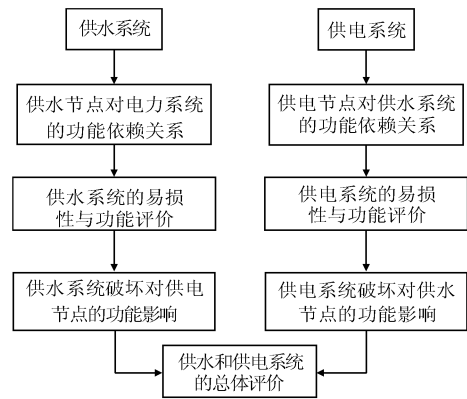 供水系统
供电系统
供水节点对电力系统
的功能依赖关系
供电节点对供水系统
的功能依赖关系
供水系统的易损
性与功能评价
供电系统的易损
性与功能评价
供水系统破坏对供电
节点的功能影响
供电系统破坏对供水
节点的功能影响
供水和供电系统
的总体评价